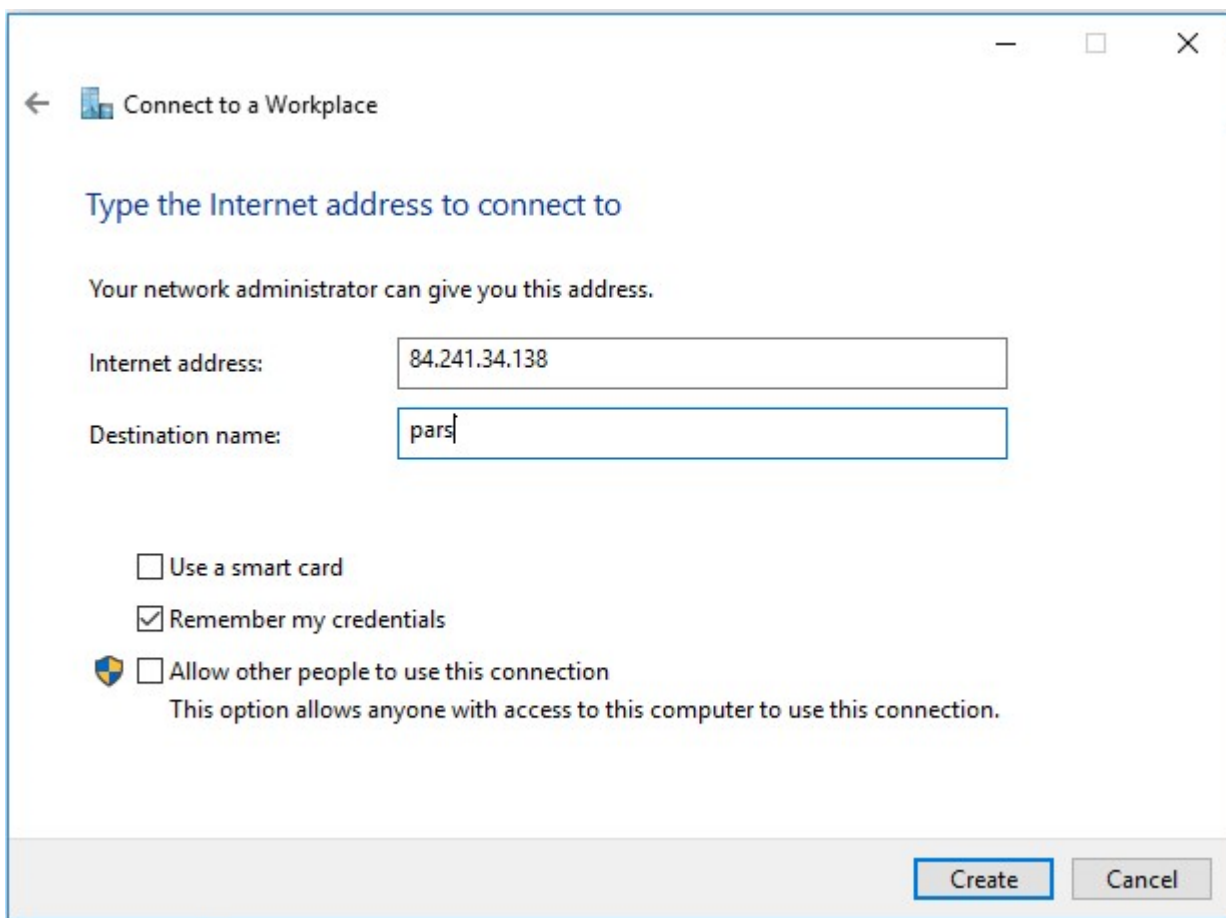 Connect to a Workplace
Type the Internet address to connect to
Your network administrator can give you this address.
Internet address: 84.241.34.138
Destination name: pars
Use a smart card
Remember my credentials
Allow other people to use this connection
This option allows anyone with access to this computer to use this connection.
Create Cancel